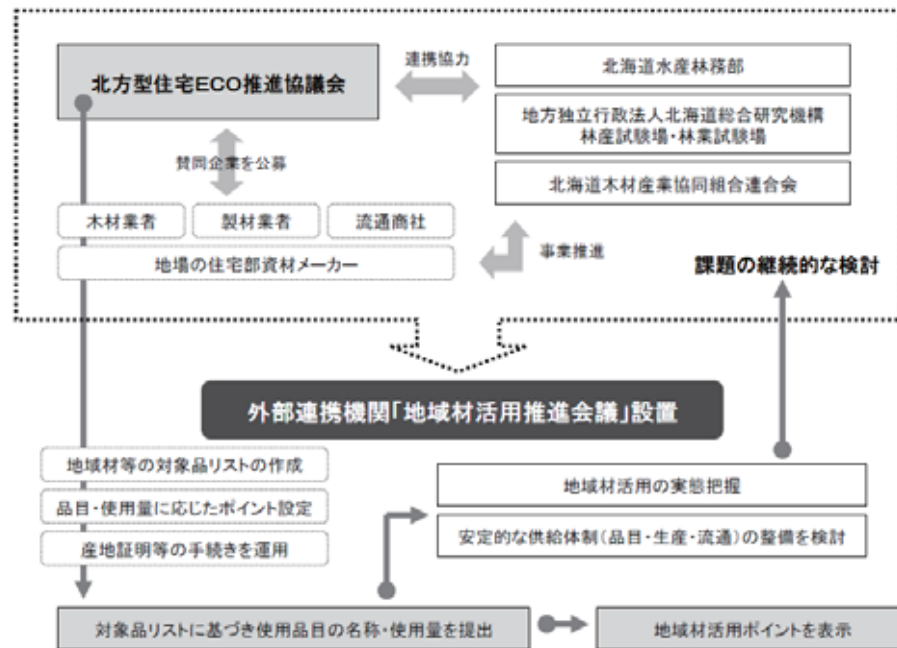 北方型住宅ECO推進協議会
連携協力
北海道水産林務部
地方独立行政法人北海道総合研究機構
林産試験場・林業試験場
北海道木材産業協同組合連合会
賛同企業を公募
木材業者
製材業者
流通商社
地場の住宅部資材メーカー
事業推進
課題の継続的な検討
外部連携機関「地域材活用推進会議」設置
地域材等の対象品リストの作成
品目・使用量に応じたポイント設定
産地証明等の手続きを運用
地域材活用の実態把握
安定的な供給体制(品目・生産・流通)の整備を検討
対象品リストに基づき使用品目の名称・使用量を提出
地域材活用ポイントを表示